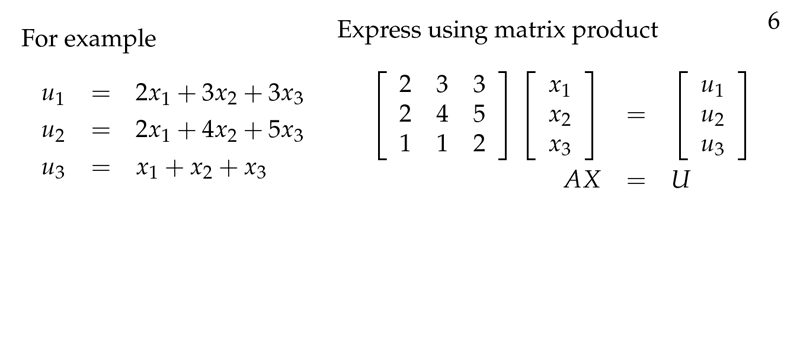 For example
u₁ = 2x₁ + 3x₂ + 3x₃
u₂ = 2x₁ + 4x₂ + 5x₃
u₃ = x₁ + x₂ + x₃
Express using matrix product
6
[ 2 3 3 ] [ x₁ ] [ u₁ ]
[ 2 4 5 ] [ x₂ ] = [ u₂ ]
[ 1 1 2 ] [ x₃ ] [ u₃ ]
AX = U